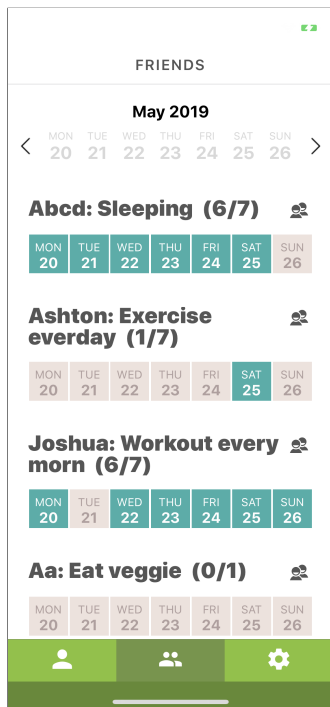 FRIENDS
May 2019
MON TUE WED THU FRI SAT SUN
20 21 22 23 24 25 26
Abcd: Sleeping (6/7)
MON TUE WED THU FRI SAT SUN
20 21 22 23 24 25 26
Ashton: Exercise
everday (1/7)
MON TUE WED THU FRI SAT SUN
20 21 22 23 24 25 26
Joshua: Workout every
morn (6/7)
MON TUE WED THU FRI SAT SUN
20 21 22 23 24 25 26
Aa: Eat veggie (0/1)
MON TUE WED THU FRI SAT SUN
20 21 22 23 24 25 26